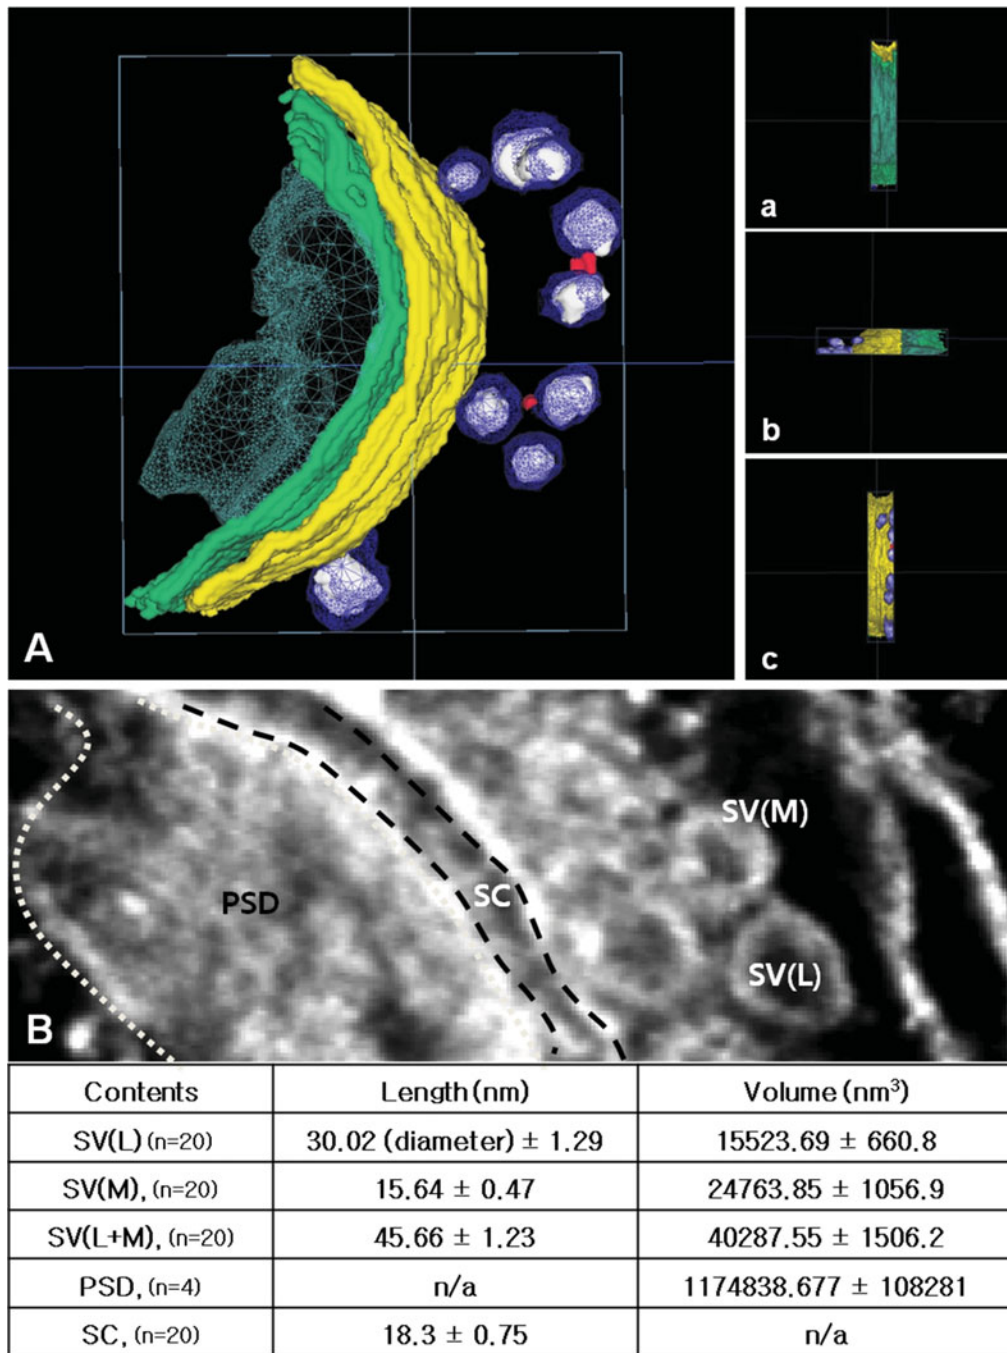 A
a
b
c
SV(M)
PSD
SC
SV(L)
B
Contents Length(nm) Volume (nm³)
SV(L) (n=20) 30.02 (diameter) ± 1.29 15523.69 ± 660.8
SV(M), (n=20) 15.64 ± 0.47 24763.85 ± 1056.9
SV(L+M), (n=20) 45.66 ± 1.23 40287.55 ± 1506.2
PSD, (n=4) n/a 1174838.677 ± 108281
SC, (n=20) 18.3 ± 0.75 n/a